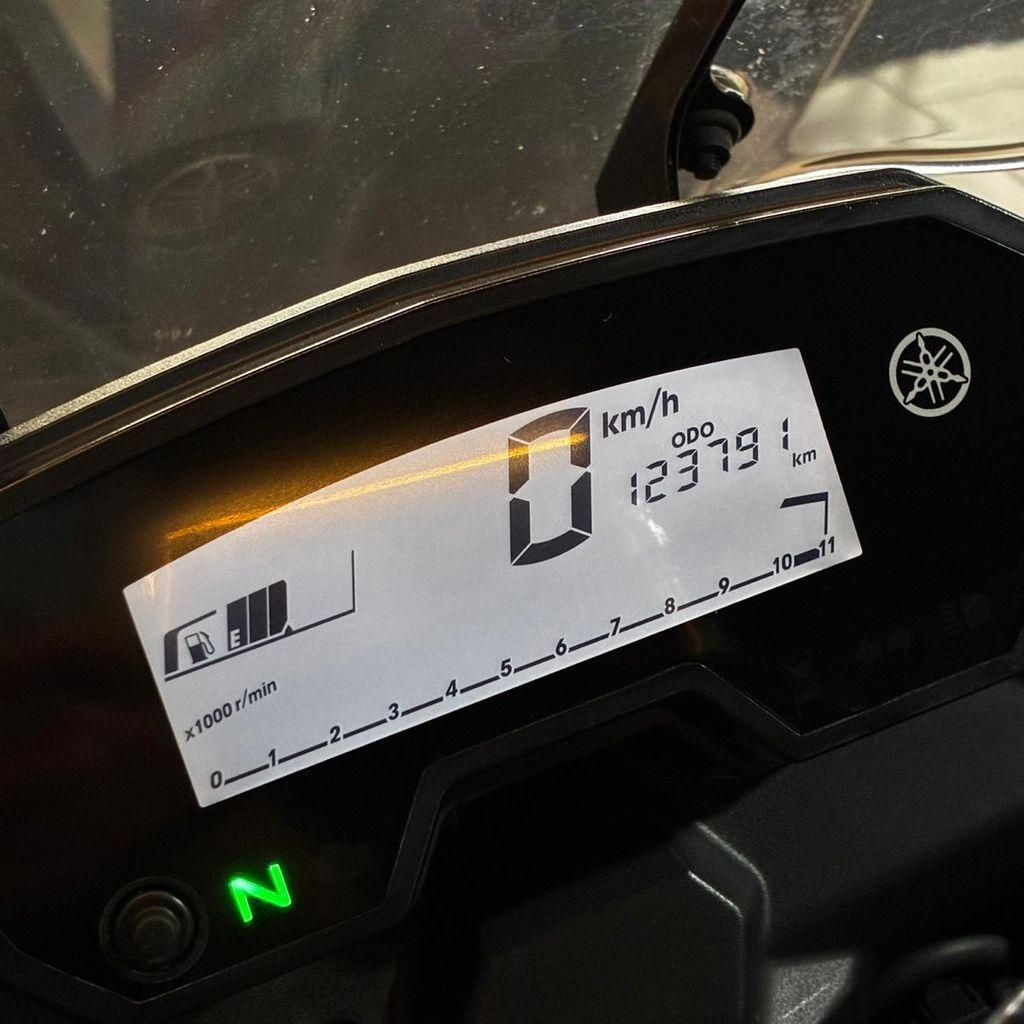 0 km/h
ODO
123791 km
E
x1000 r/min
0 1 2 3 4 5 6 7 8 9 10 11
N